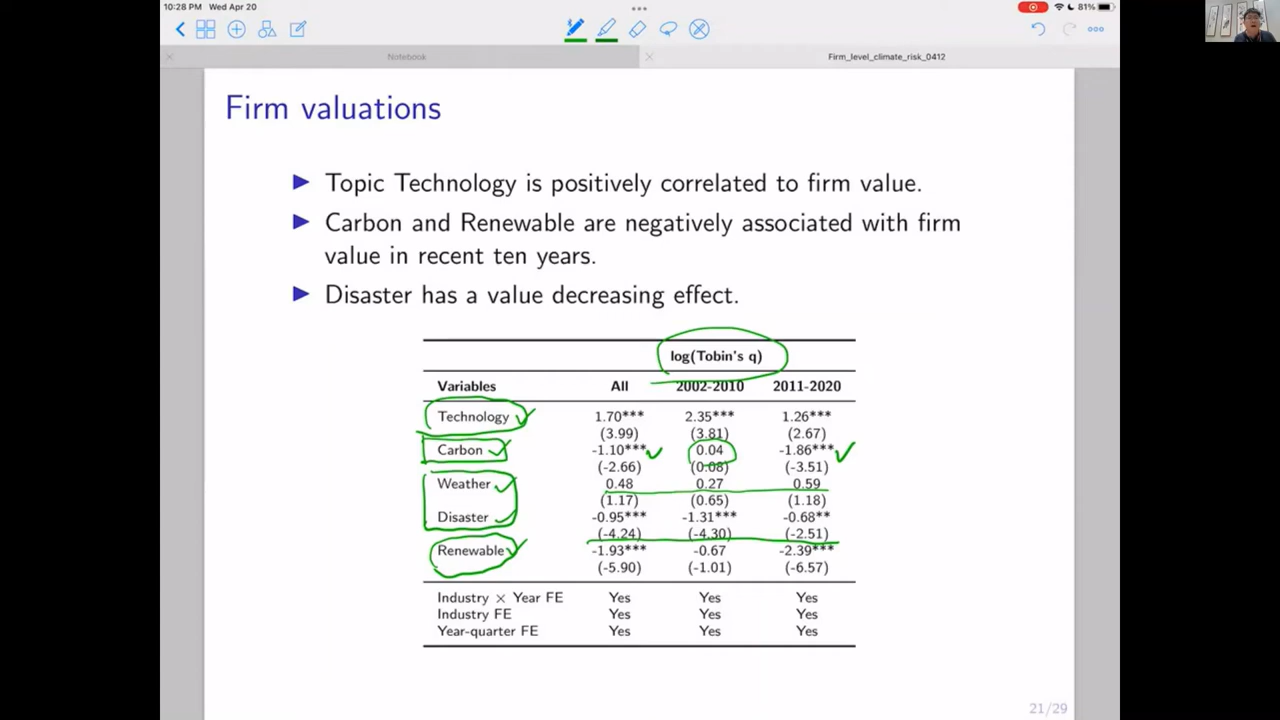 10:28 PM Wed Apr 20
81%
Notebook
Firm_level_climate_risk_0412
Firm valuations
Topic Technology is positively correlated to firm value.
Carbon and Renewable are negatively associated with firm
value in recent ten years.
Disaster has a value decreasing effect.
log(Tobin's q)
Variables All 2002-2010 2011-2020
Technology 1.70*** 2.35*** 1.26***
(3.99) (3.81) (2.67)
Carbon -1.10*** 0.04 -1.86***
(-2.66) (0.08) (-3.51)
Weather 0.48 0.27 0.59
(1.17) (0.65) (1.18)
Disaster -0.95*** -1.31*** -0.68**
(-4.24) (-4.30) (-2.51)
Renewable -1.93*** -0.67 -2.39***
(-5.90) (-1.01) (-6.57)
Industry × Year FE Yes Yes Yes
Industry FE Yes Yes Yes
Year-quarter FE Yes Yes Yes
21/29